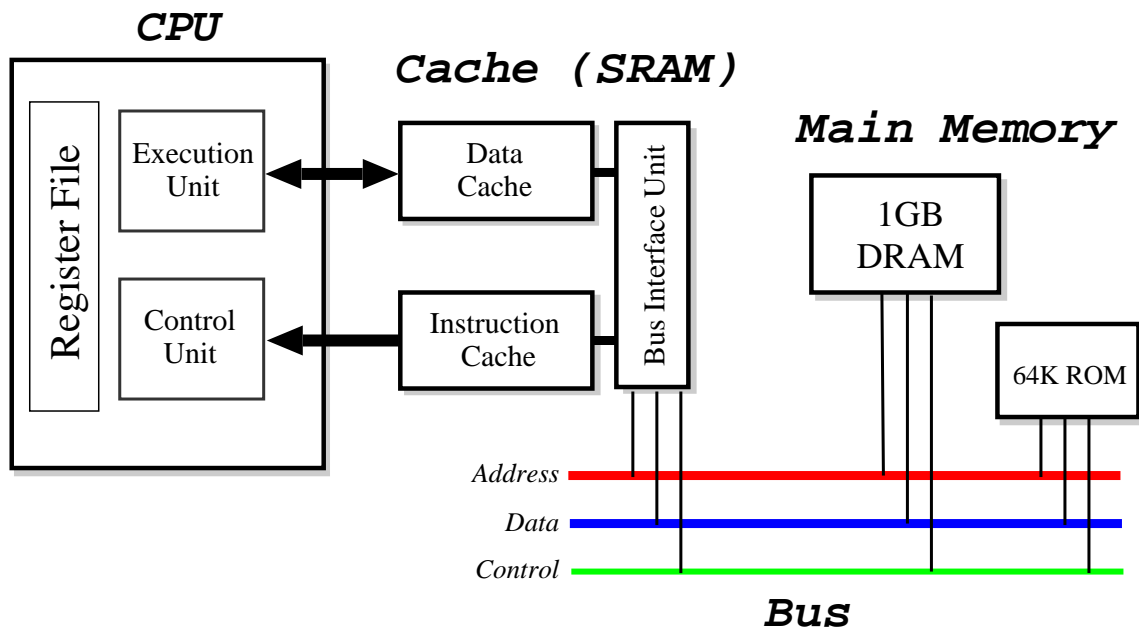 CPU
Cache (SRAM)
Main Memory
Register File
Execution
Unit
Data
Cache
Bus Interface Unit
1GB
DRAM
Control
Unit
Instruction
Cache
64K ROM
Address
Data
Control
Bus